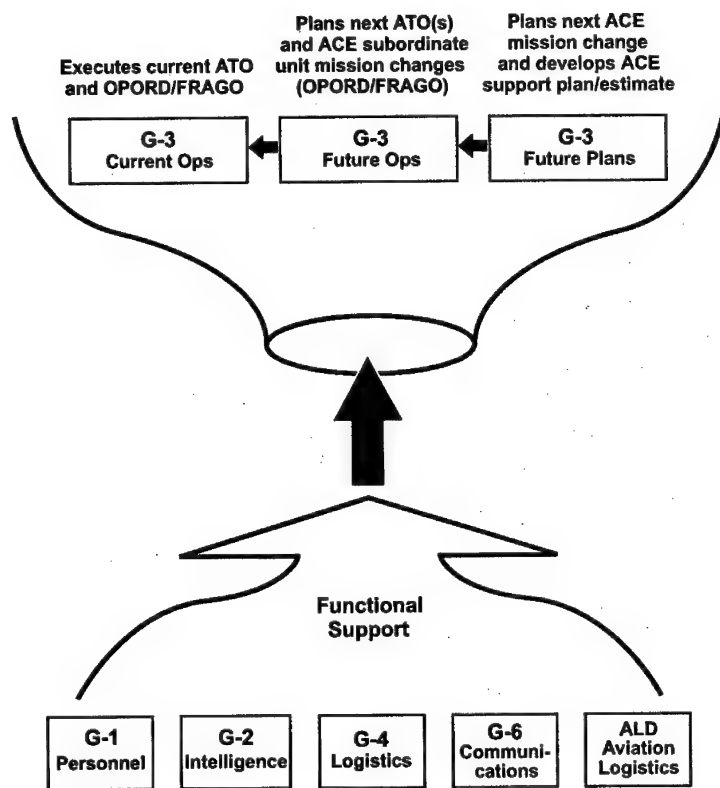 Executes current ATO
and OPORD/FRAGO
Plans next ATO(s)
and ACE subordinate
unit mission changes
(OPORD/FRAGO)
Plans next ACE
mission change
and develops ACE
support plan/estimate
G-3
Current Ops
G-3
Future Ops
G-3
Future Plans
Functional
Support
G-1
Personnel
G-2
Intelligence
G-4
Logistics
G-6
Communi-
cations
ALD
Aviation
Logistics